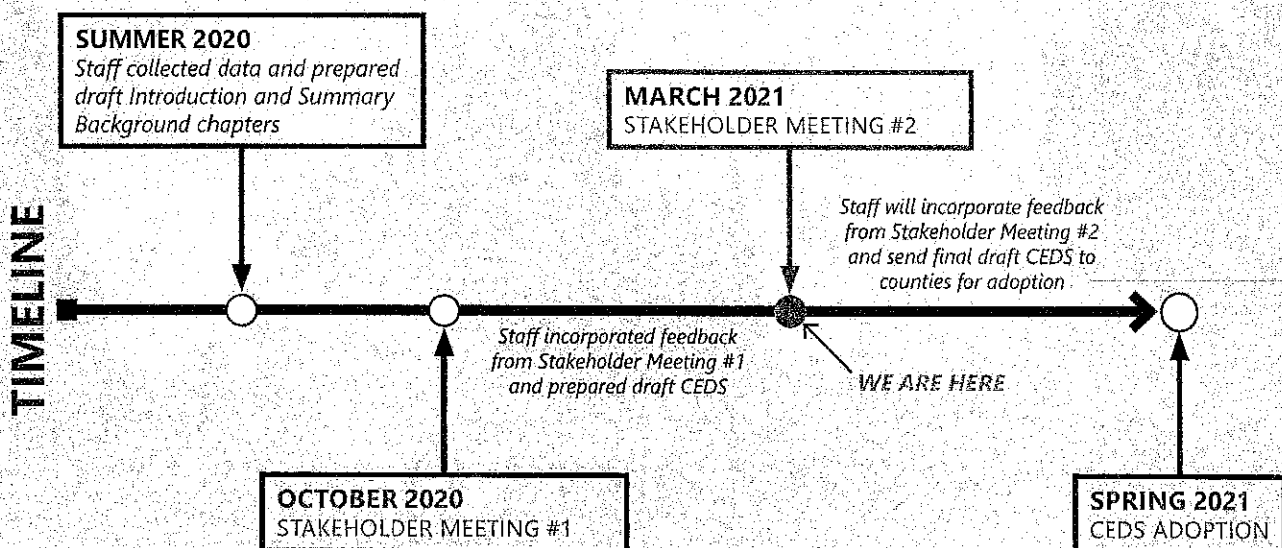 SUMMER 2020
Staff collected data and prepared
draft Introduction and Summary
Background chapters
MARCH 2021
STAKEHOLDER MEETING #2
Staff will incorporate feedback
from Stakeholder Meeting #2
and send final draft CEDS to
counties for adoption
TIMELINE
Staff incorporated feedback
from Stakeholder Meeting #1
and prepared draft CEDS
WE ARE HERE
OCTOBER 2020
STAKEHOLDER MEETING #1
SPRING 2021
CEDS ADOPTION